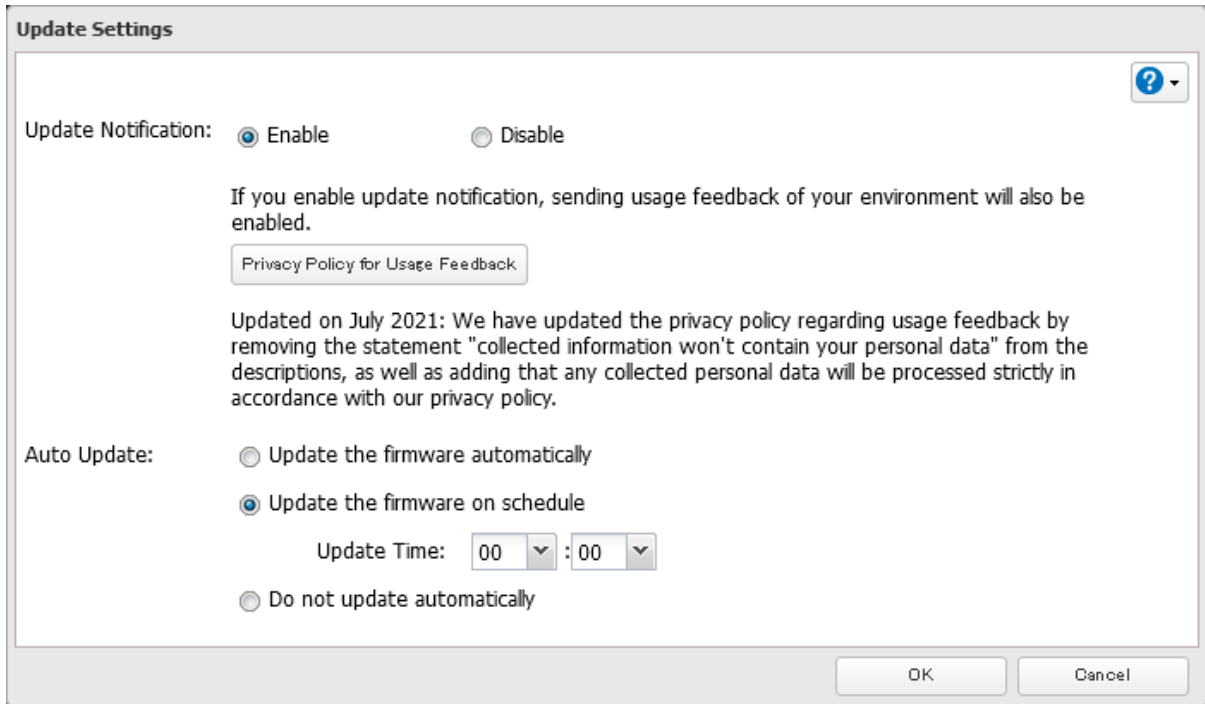 Update Settings
?
Update Notification: Enable Disable
If you enable update notification, sending usage feedback of your environment will also be
enabled.
Privacy Policy for Usage Feedback
Updated on July 2021: We have updated the privacy policy regarding usage feedback by
removing the statement "collected information won't contain your personal data" from the
descriptions, as well as adding that any collected personal data will be processed strictly in
accordance with our privacy policy.
Auto Update: Update the firmware automatically
Update the firmware on schedule
Update Time: 00 : 00
Do not update automatically
OK Cancel